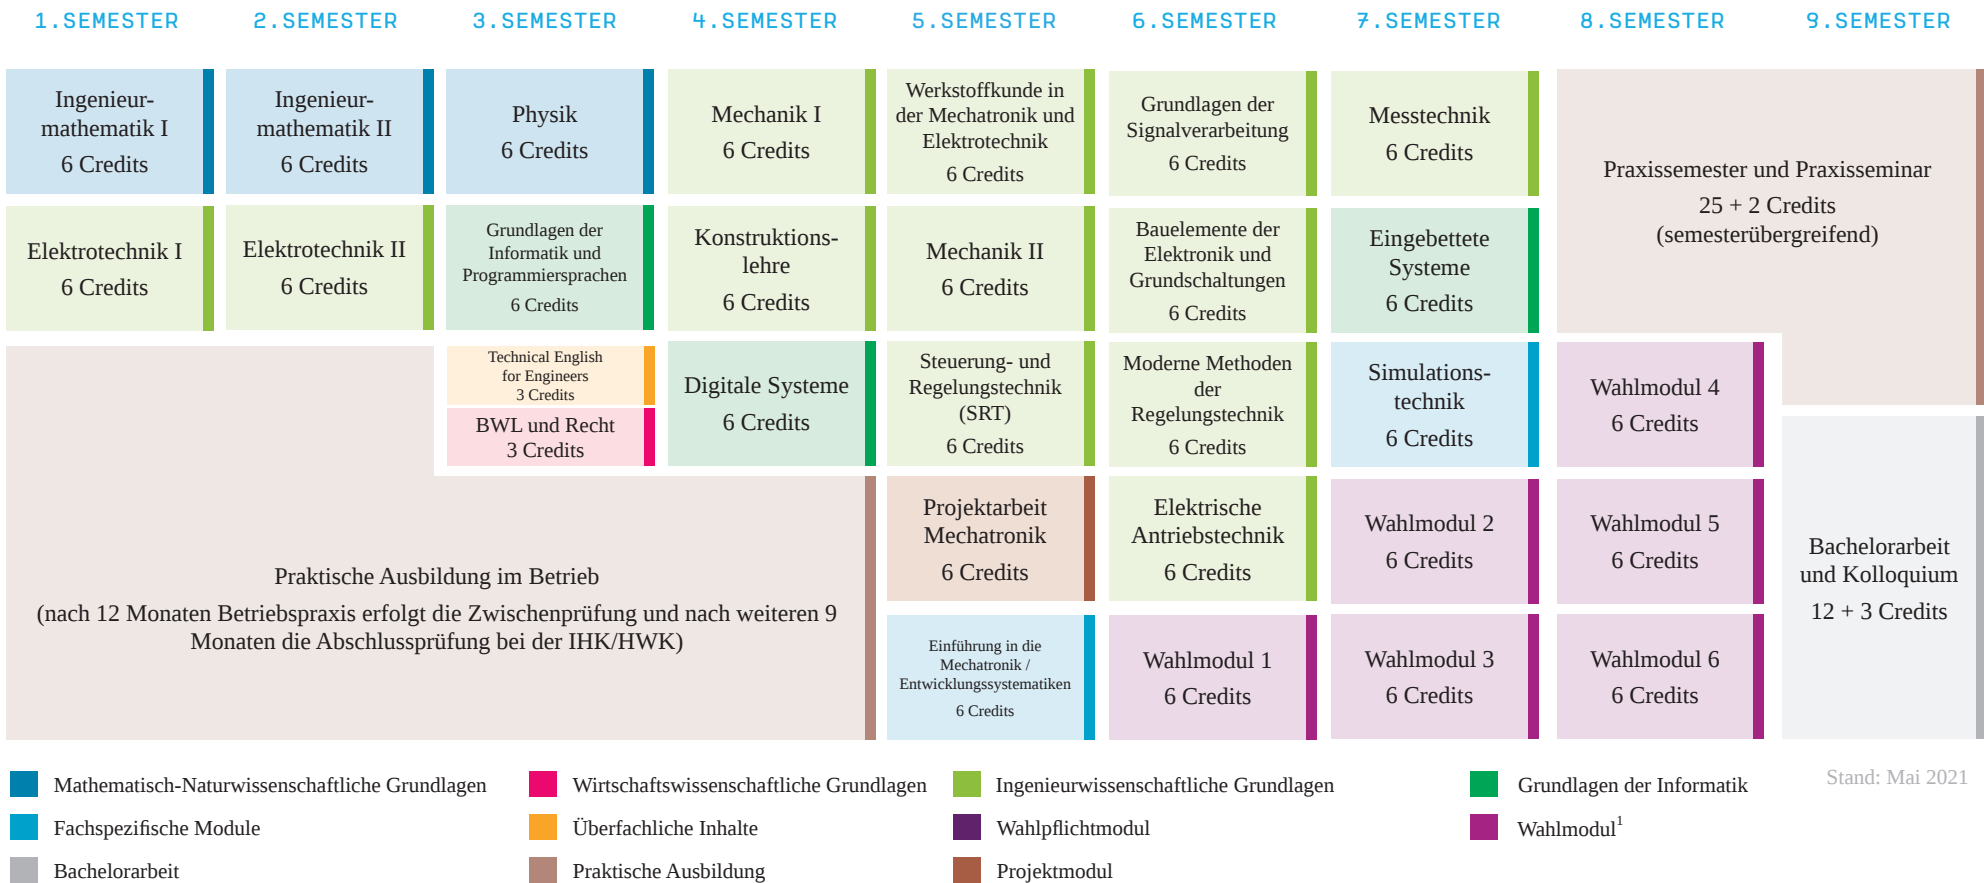 1.SEMESTER
2.SEMESTER
3.SEMESTER
4.SEMESTER
5.SEMESTER
6.SEMESTER
7.SEMESTER
8.SEMESTER
9.SEMESTER
Ingenieur-
mathematik I
6 Credits
Ingenieur-
mathematik II
6 Credits
Physik
6 Credits
Mechanik I
6 Credits
Werkstoffkunde in
der Mechatronik und
Elektrotechnik
6 Credits
Grundlagen der
Signalverarbeitung
6 Credits
Messtechnik
6 Credits
Praxissemester und Praxisseminar
25 + 2 Credits
(semesterübergreifend)
Elektrotechnik I
6 Credits
Elektrotechnik II
6 Credits
Grundlagen der
Informatik und
Programmiersprachen
6 Credits
Konstruktions-
lehre
6 Credits
Mechanik II
6 Credits
Bauelemente der
Elektronik und
Grundschaltungen
6 Credits
Eingebettete
Systeme
6 Credits
Technical English
for Engineers
3 Credits
BWL und Recht
3 Credits
Digitale Systeme
6 Credits
Steuerung- und
Regelungstechnik
(SRT)
6 Credits
Moderne Methoden
der
Regelungstechnik
6 Credits
Simulations-
technik
6 Credits
Wahlmodul 4
6 Credits
Praktische Ausbildung im Betrieb
(nach 12 Monaten Betriebspraxis erfolgt die Zwischenprüfung und nach weiteren 9
Monaten die Abschlussprüfung bei der IHK/HWK)
Projektarbeit
Mechatronik
6 Credits
Elektrische
Antriebstechnik
6 Credits
Wahlmodul 2
6 Credits
Wahlmodul 5
6 Credits
Bachelorarbeit
und Kolloquium
12 + 3 Credits
Einführung in die
Mechatronik /
Entwicklungssystematiken
6 Credits
Wahlmodul 1
6 Credits
Wahlmodul 3
6 Credits
Wahlmodul 6
6 Credits
Mathematisch-Naturwissenschaftliche Grundlagen
Wirtschaftswissenschaftliche Grundlagen
Ingenieurwissenschaftliche Grundlagen
Grundlagen der Informatik
Stand: Mai 2021
Fachspezifische Module
Überfachliche Inhalte
Wahlpflichtmodul
Wahlmodul¹
Bachelorarbeit
Praktische Ausbildung
Projektmodul